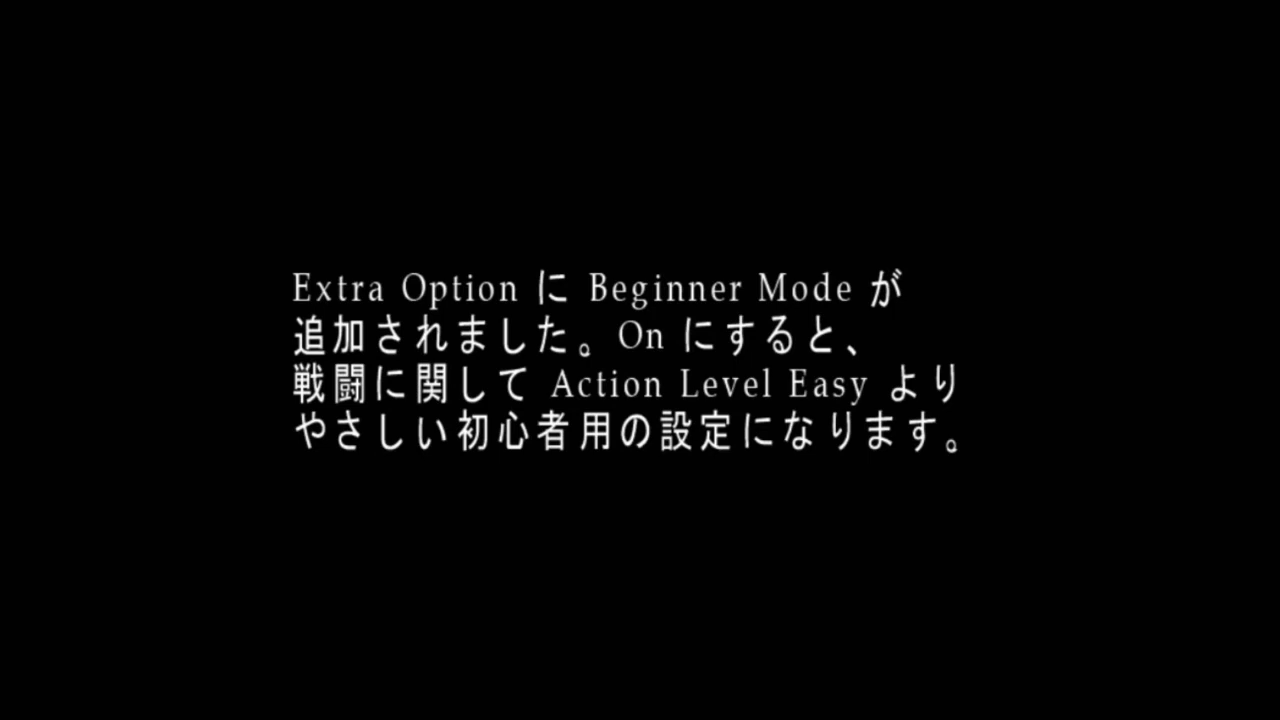 Extra Option に Beginner Mode が
追加されました。On にすると、
戦闘に関して Action Level Easy より
やさしい初心者用の設定になります。